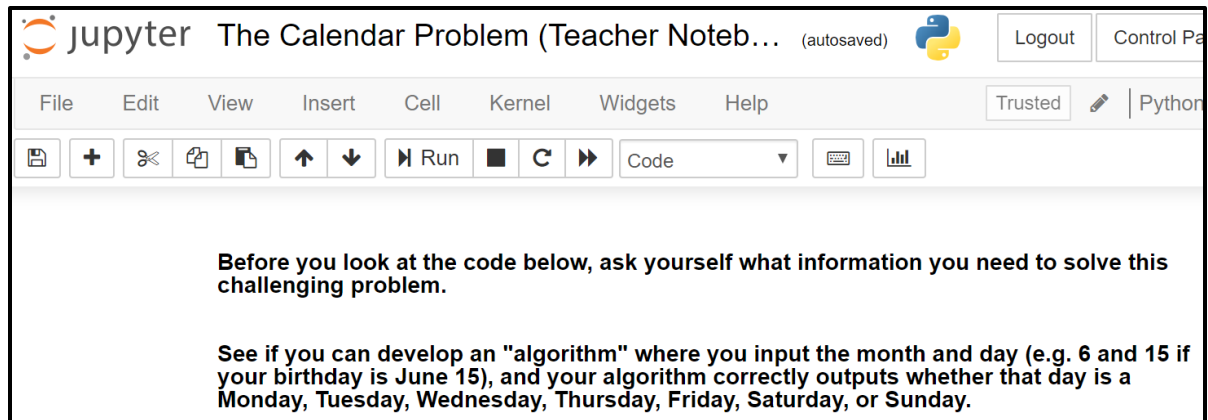 jupyter The Calendar Problem (Teacher Noteb... (autosaved) Logout Control Pa
File Edit View Insert Cell Kernel Widgets Help Trusted Python
Run Code
Before you look at the code below, ask yourself what information you need to solve this
challenging problem.
See if you can develop an "algorithm" where you input the month and day (e.g. 6 and 15 if
your birthday is June 15), and your algorithm correctly outputs whether that day is a
Monday, Tuesday, Wednesday, Thursday, Friday, Saturday, or Sunday.